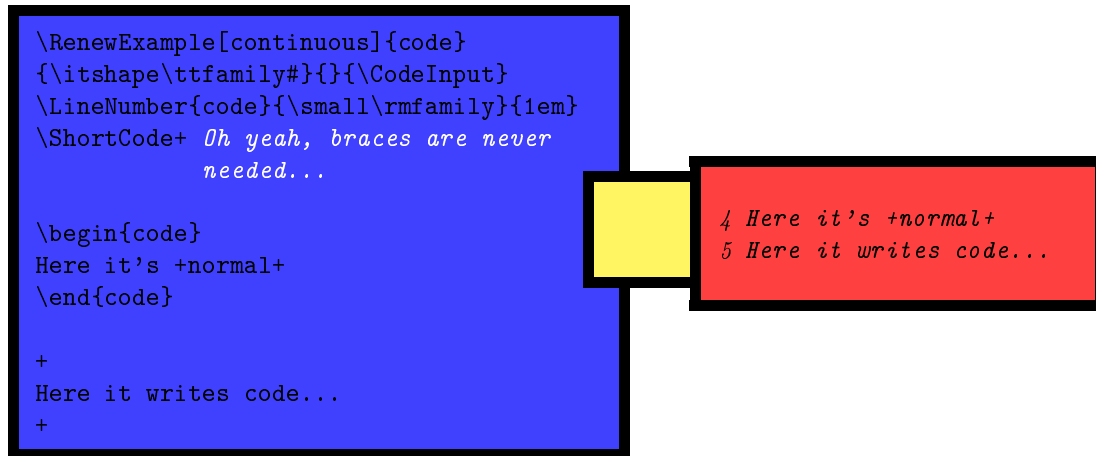 \RenewExample[continuous]{code}
{\itshape\ttfamily#}{}{\CodeInput}
\LineNumber{code}{\small\rmfamily}{1em}
\ShortCode+ Oh yeah, braces are never
needed...
\begin{code}
Here it's +normal+
\end{code}
+
Here it writes code...
+
4 Here it's +normal+
5 Here it writes code...